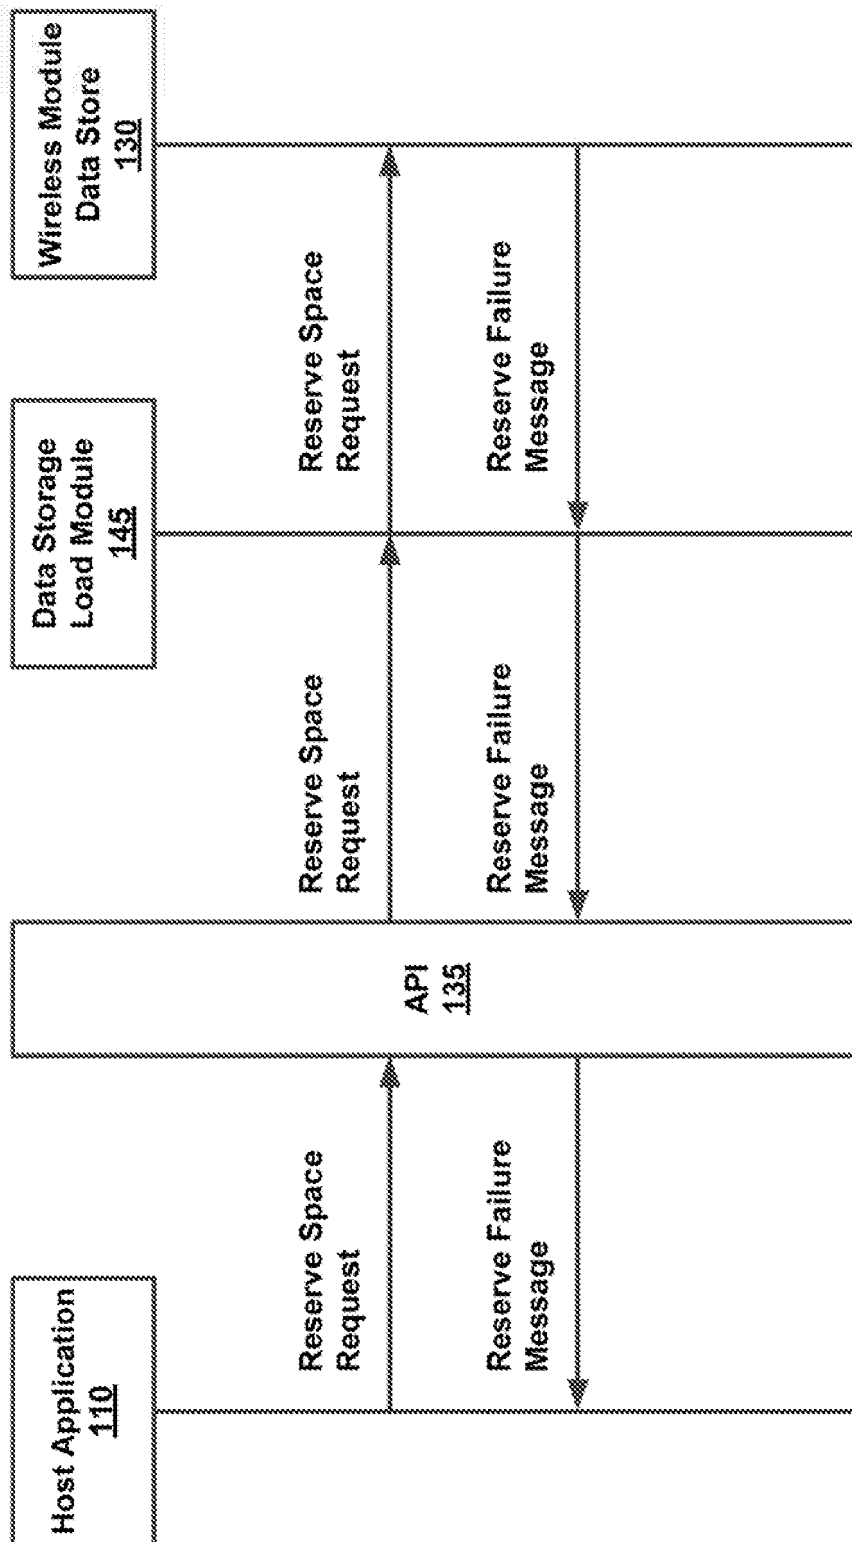 Host Application
110
API
135
Data Storage
Load Module
145
Wireless Module
Data Store
130
Reserve Space
Request
Reserve Space
Request
Reserve Space
Request
Reserve Failure
Message
Reserve Failure
Message
Reserve Failure
Message